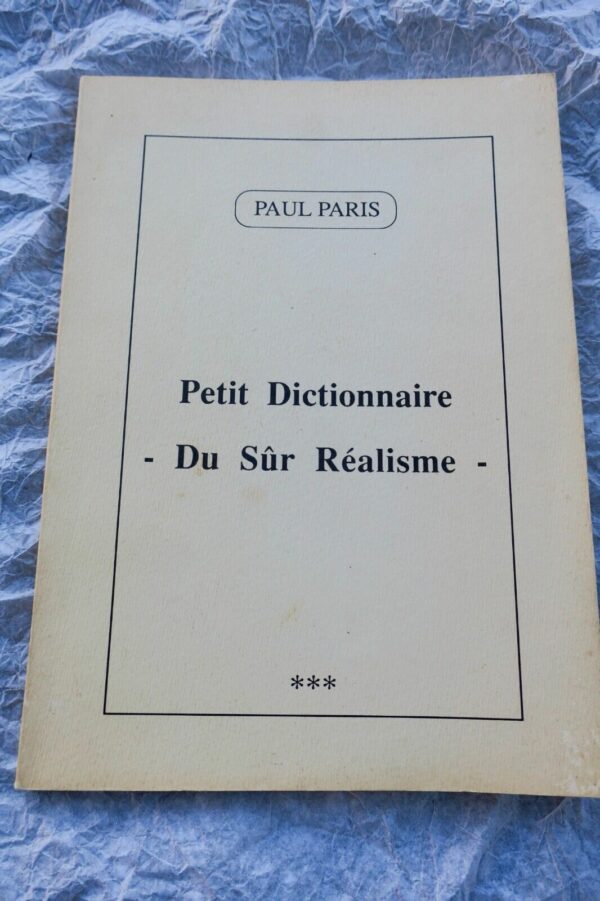 PAUL PARIS
Petit Dictionnaire
- Du Sûr Réalisme -
***